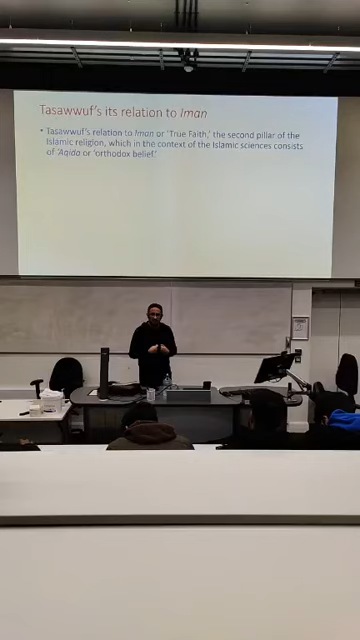 Tasawwuf's its relation to Iman
• Tasawwuf's relation to Iman or 'True Faith,' the second pillar of the
Islamic religion, which in the context of the Islamic sciences consists
of 'Aqida or 'orthodox belief.'